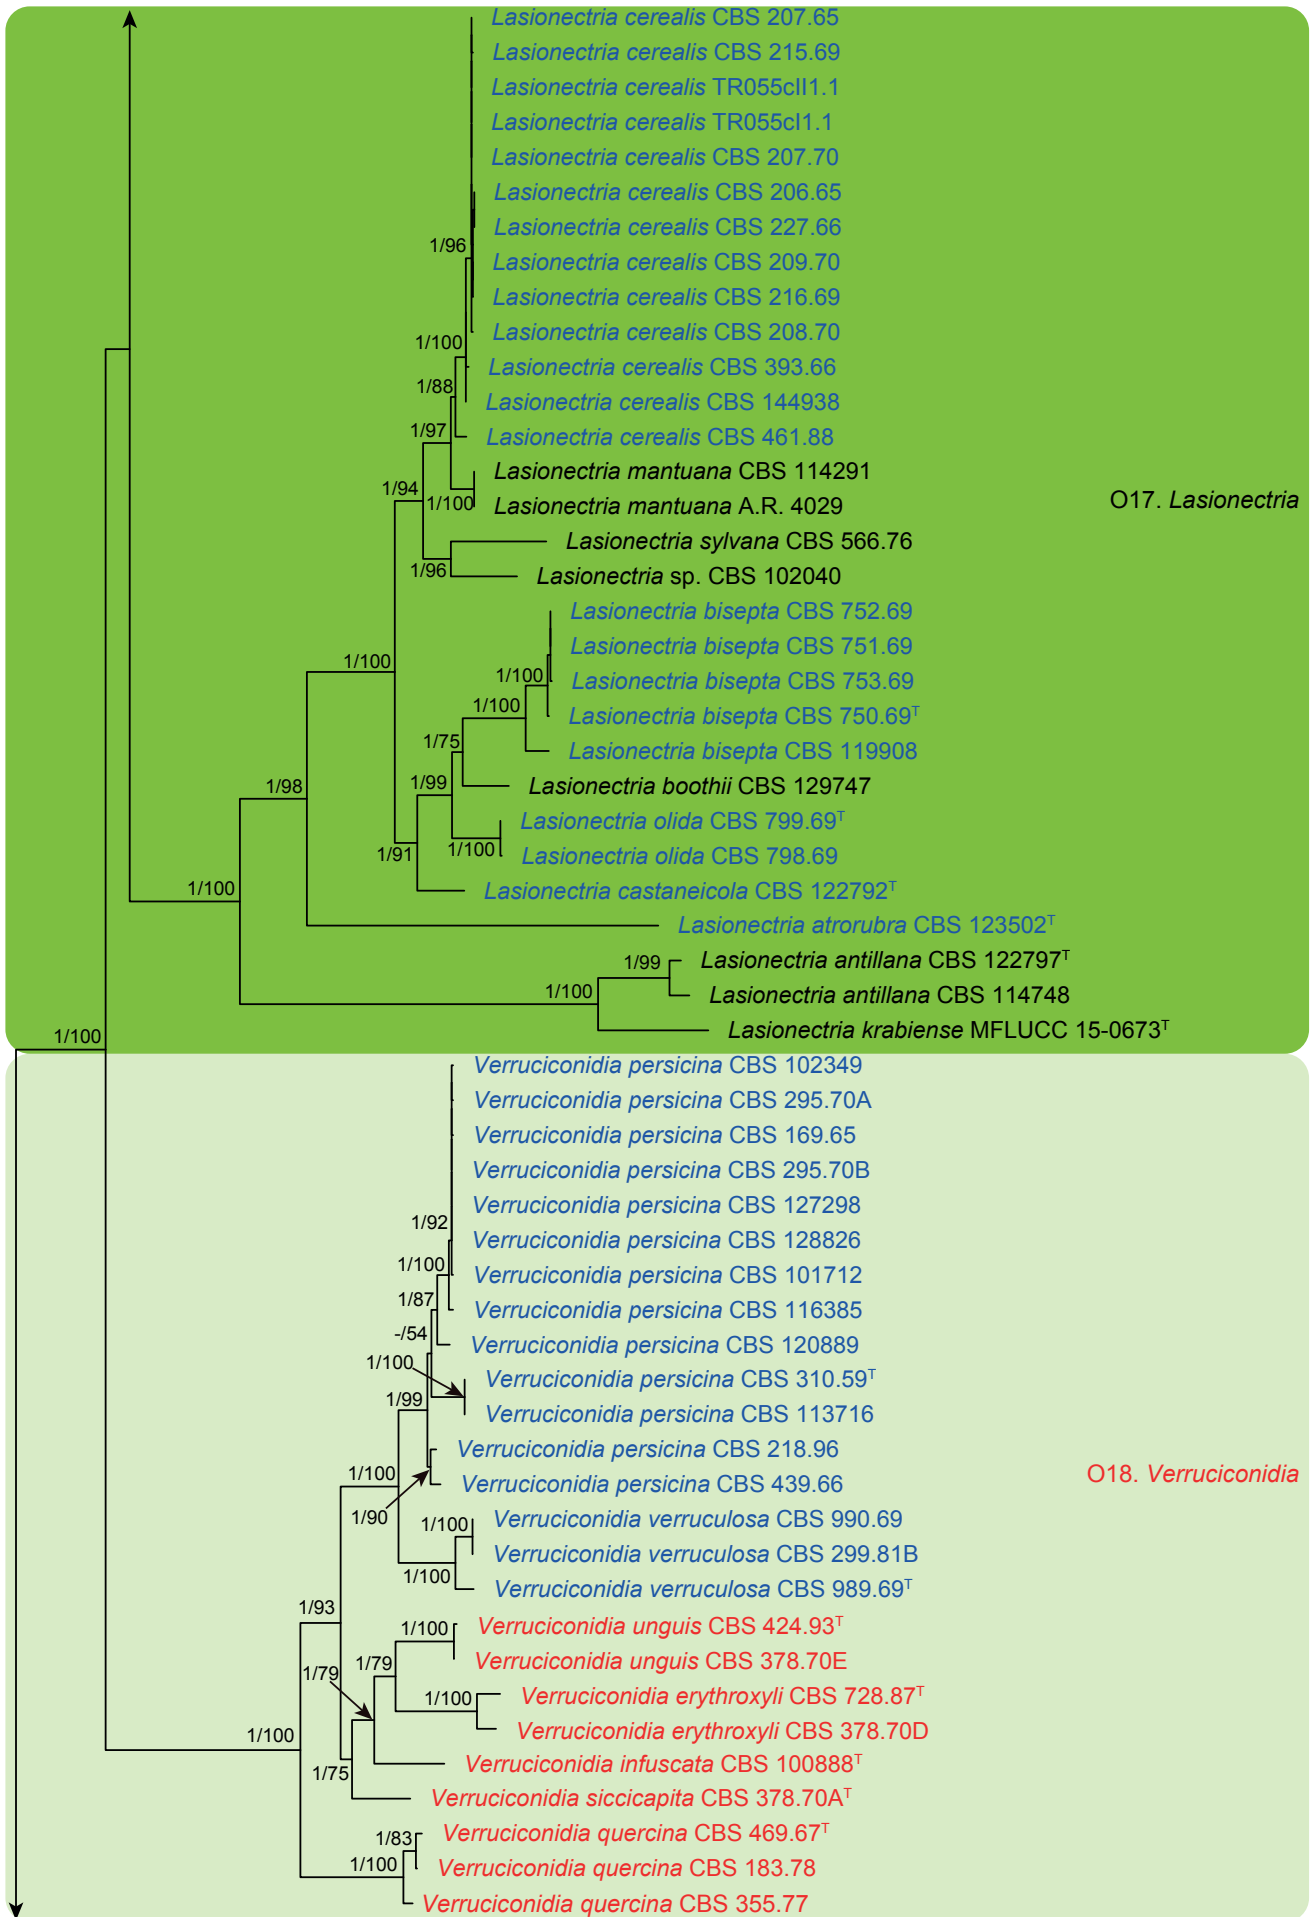 Lasionectria cerealis CBS 207.65
Lasionectria cerealis CBS 215.69
Lasionectria cerealis TR055cII1.1
Lasionectria cerealis TR055cI1.1
Lasionectria cerealis CBS 207.70
Lasionectria cerealis CBS 206.65
Lasionectria cerealis CBS 227.66
1/96
Lasionectria cerealis CBS 209.70
Lasionectria cerealis CBS 216.69
Lasionectria cerealis CBS 208.70
1/100
Lasionectria cerealis CBS 393.66
1/88
Lasionectria cerealis CBS 144938
1/97
Lasionectria cerealis CBS 461.88
Lasionectria mantuana CBS 114291
1/94
1/100
Lasionectria mantuana A.R. 4029
O17. Lasionectria
Lasionectria sylvana CBS 566.76
1/96
Lasionectria sp. CBS 102040
Lasionectria bisepta CBS 752.69
Lasionectria bisepta CBS 751.69
1/100
1/100
Lasionectria bisepta CBS 753.69
1/100
Lasionectria bisepta CBS 750.69T
1/75
Lasionectria bisepta CBS 119908
1/98
1/99
Lasionectria boothii CBS 129747
Lasionectria olida CBS 799.69T
1/91
1/100
Lasionectria olida CBS 798.69
1/100
Lasionectria castaneicola CBS 122792T
Lasionectria atrorubra CBS 123502T
1/99
Lasionectria antillana CBS 122797T
1/100
Lasionectria antillana CBS 114748
Lasionectria krabiense MFLUCC 15-0673T
1/100
Verruciconidia persicina CBS 102349
Verruciconidia persicina CBS 295.70A
Verruciconidia persicina CBS 169.65
Verruciconidia persicina CBS 295.70B
Verruciconidia persicina CBS 127298
1/92
Verruciconidia persicina CBS 128826
1/100
Verruciconidia persicina CBS 101712
1/87
Verruciconidia persicina CBS 116385
-/54
Verruciconidia persicina CBS 120889
1/100
Verruciconidia persicina CBS 310.59T
1/99
Verruciconidia persicina CBS 113716
Verruciconidia persicina CBS 218.96
1/100
Verruciconidia persicina CBS 439.66
O18. Verruciconidia
1/90
1/100
Verruciconidia verruculosa CBS 990.69
Verruciconidia verruculosa CBS 299.81B
1/100
Verruciconidia verruculosa CBS 989.69T
1/93
1/100
Verruciconidia unguis CBS 424.93T
1/79
1/79
Verruciconidia unguis CBS 378.70E
1/100
Verruciconidia erythroxyli CBS 728.87T
1/100
Verruciconidia erythroxyli CBS 378.70D
1/75
Verruciconidia infuscata CBS 100888T
Verruciconidia siccicapita CBS 378.70AT
1/83
Verruciconidia quercina CBS 469.67T
1/100
Verruciconidia quercina CBS 183.78
Verruciconidia quercina CBS 355.77